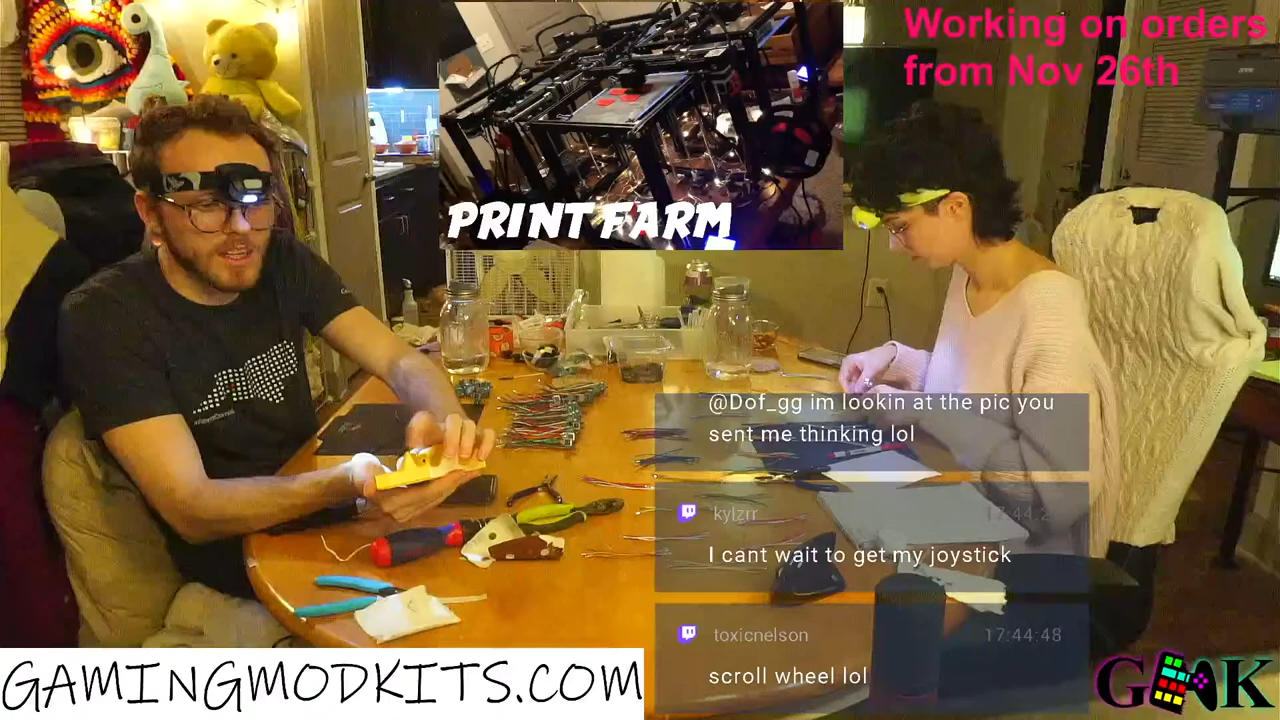 Working on orders
from Nov 26th
PRINT FARM
@Dof_gg im lookin at the pic you
sent me thinking lol
kylzrr
I cant wait to get my joystick
toxicnelson 17:44:48
scroll wheel lol
GAMINGMODKITS.COM
G K